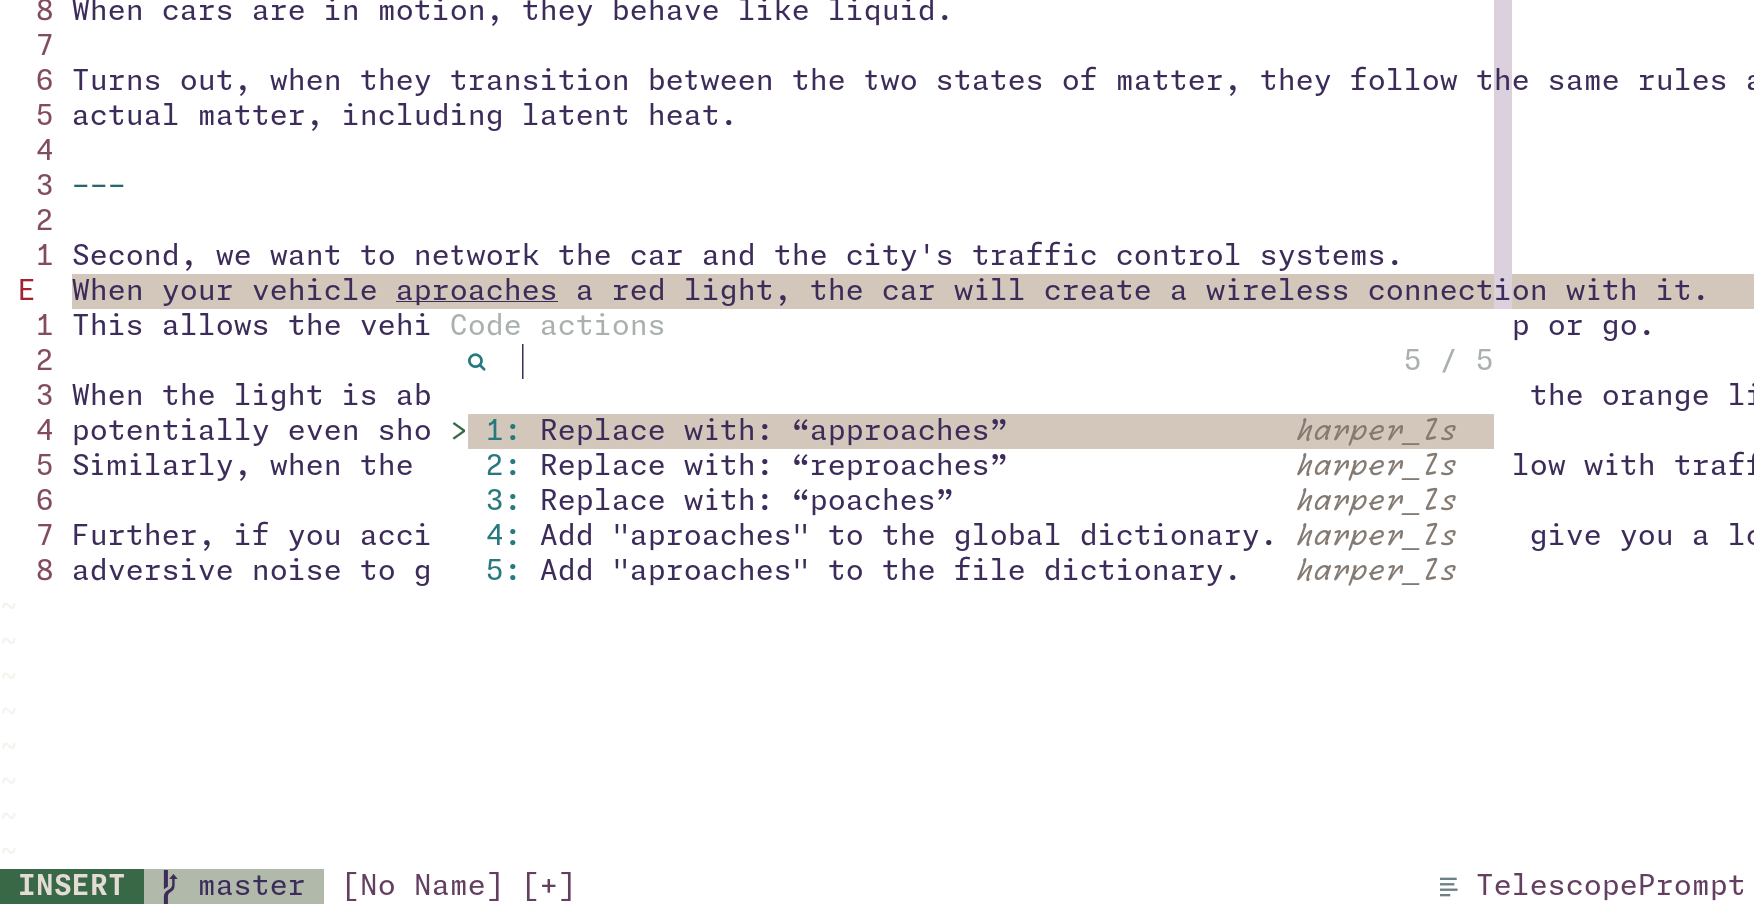 8 When cars are in motion, they behave like liquid.
7
6 Turns out, when they transition between the two states of matter, they follow the same rules a
5 actual matter, including latent heat.
4
3 ---
2
1 Second, we want to network the car and the city's traffic control systems.
E When your vehicle aproaches a red light, the car will create a wireless connection with it.
1 This allows the vehi Code actions p or go.
2 5 / 5
3 When the light is ab the orange li
4 potentially even sho > 1: Replace with: “approaches” harper_ls
5 Similarly, when the 2: Replace with: “reproaches” harper_ls low with traff
6 3: Replace with: “poaches” harper_ls
7 Further, if you acci 4: Add "aproaches" to the global dictionary. harper_ls give you a lo
8 adversive noise to g 5: Add "aproaches" to the file dictionary. harper_ls
~
~
~
~
~
~
~
~
INSERT master [No Name] [+] TelescopePrompt